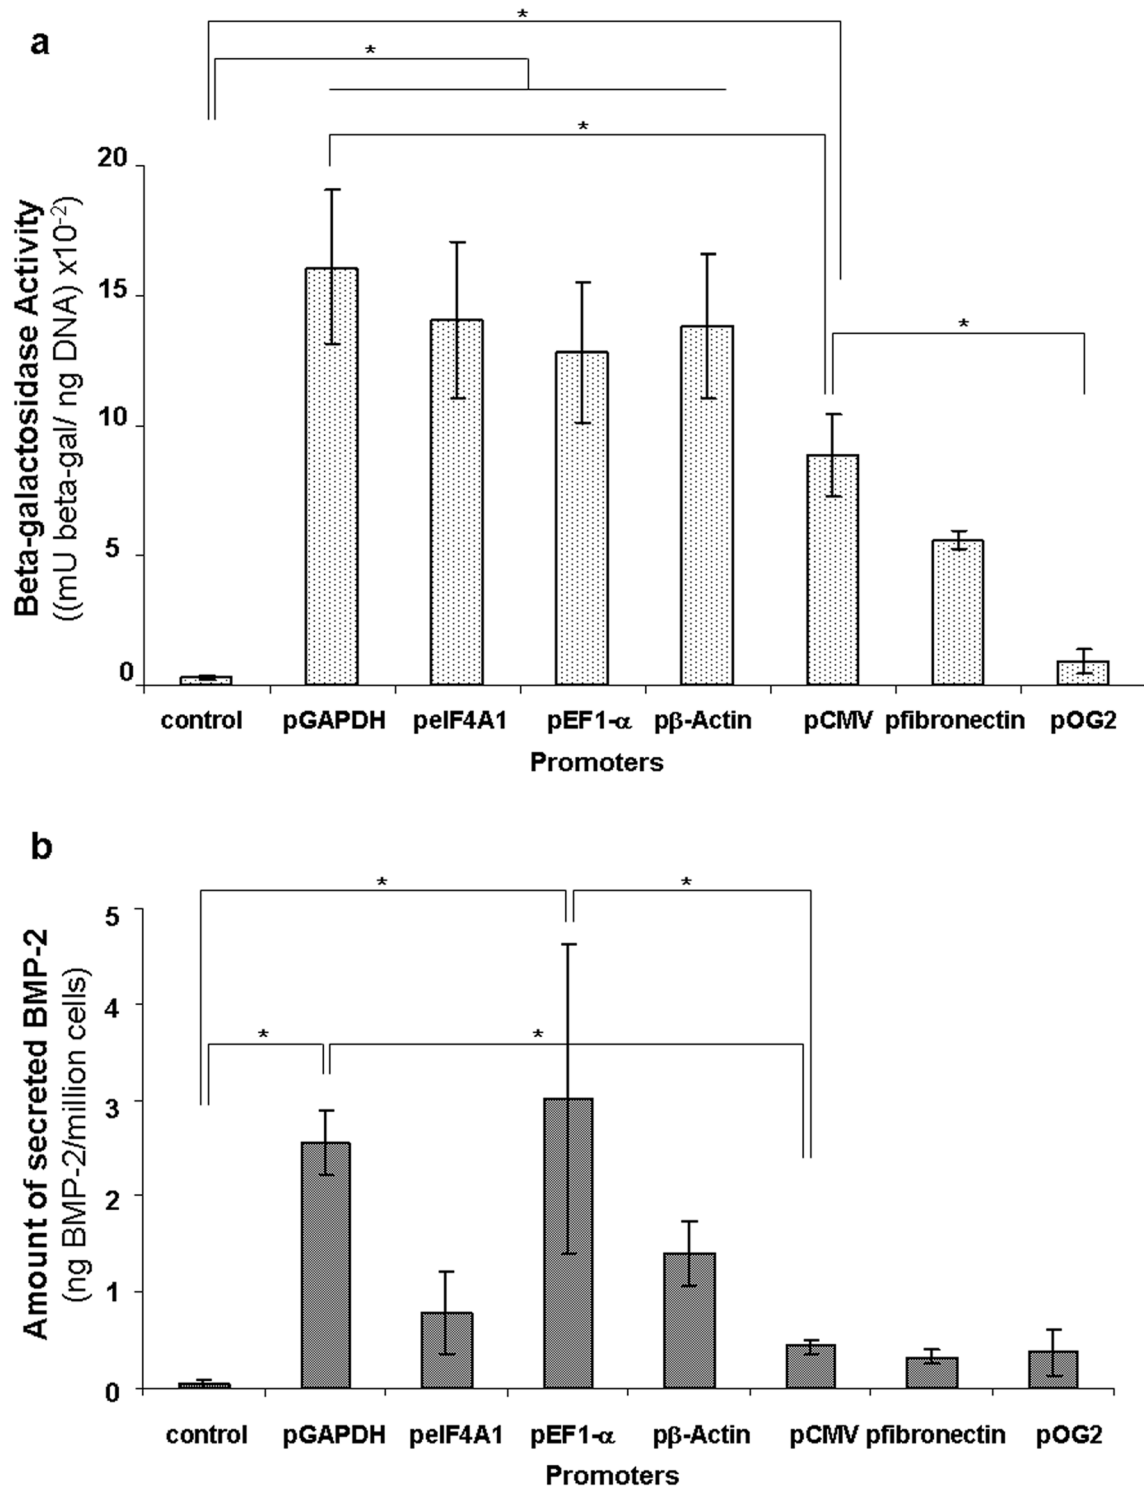 a
*
*
*
Beta-galactosidase Activity
((mU beta-gal/ ng DNA) x10⁻²)
20
15
10
5
0
*
control pGAPDH peIF4A1 pEF1-α pβ-Actin pCMV pfibronectin pOG2
Promoters
b
* *
Amount of secreted BMP-2
(ng BMP-2/million cells)
5
4
3
2
1
0
* *
control pGAPDH peIF4A1 pEF1-α pβ-Actin pCMV pfibronectin pOG2
Promoters